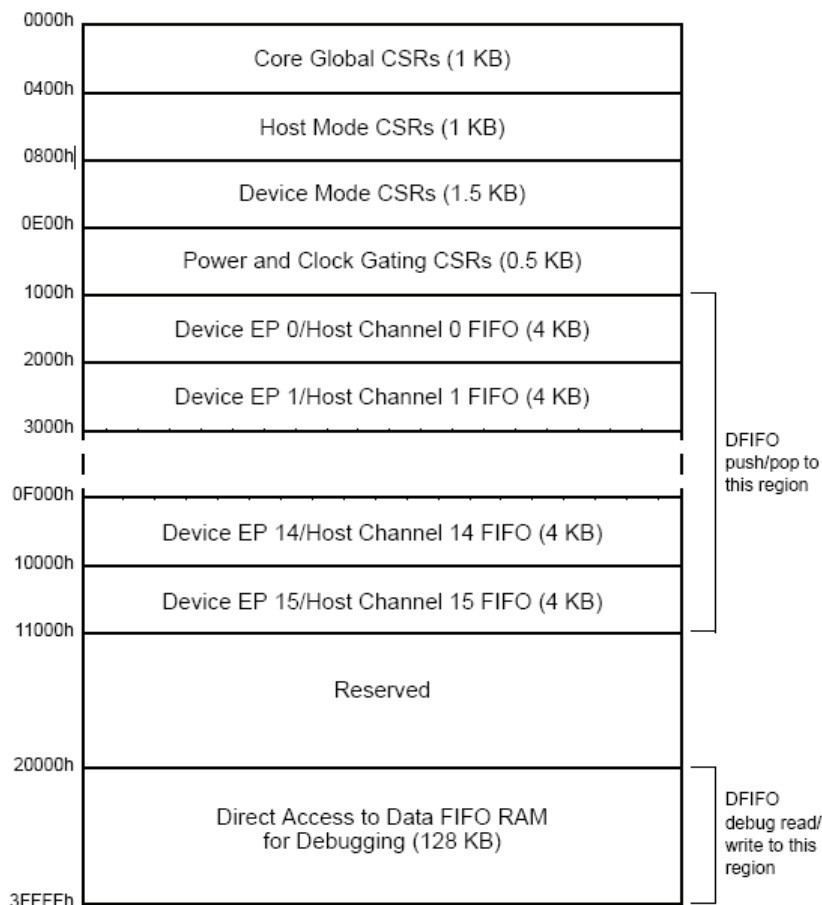 0000h
Core Global CSRs (1 KB)
0400h
Host Mode CSRs (1 KB)
0800h
Device Mode CSRs (1.5 KB)
0E00h
Power and Clock Gating CSRs (0.5 KB)
1000h
Device EP 0/Host Channel 0 FIFO (4 KB)
2000h
Device EP 1/Host Channel 1 FIFO (4 KB)
3000h
DFIFO
push/pop to
this region
0F000h
Device EP 14/Host Channel 14 FIFO (4 KB)
10000h
Device EP 15/Host Channel 15 FIFO (4 KB)
11000h
Reserved
20000h
Direct Access to Data FIFO RAM
for Debugging (128 KB)
DFIFO
debug read/
write to this
region
3FFFFh